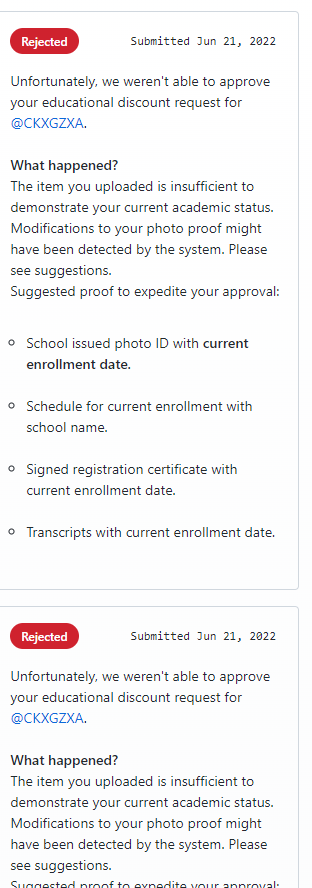 Rejected Submitted Jun 21, 2022
Unfortunately, we weren't able to approve
your educational discount request for
@CKXGZXA.
What happened?
The item you uploaded is insufficient to
demonstrate your current academic status.
Modifications to your photo proof might
have been detected by the system. Please
see suggestions.
Suggested proof to expedite your approval:
School issued photo ID with current
enrollment date.
Schedule for current enrollment with
school name.
Signed registration certificate with
current enrollment date.
Transcripts with current enrollment date.
Rejected Submitted Jun 21, 2022
Unfortunately, we weren't able to approve
your educational discount request for
@CKXGZXA.
What happened?
The item you uploaded is insufficient to
demonstrate your current academic status.
Modifications to your photo proof might
have been detected by the system. Please
see suggestions.
Suggested proof to expedite your approval: